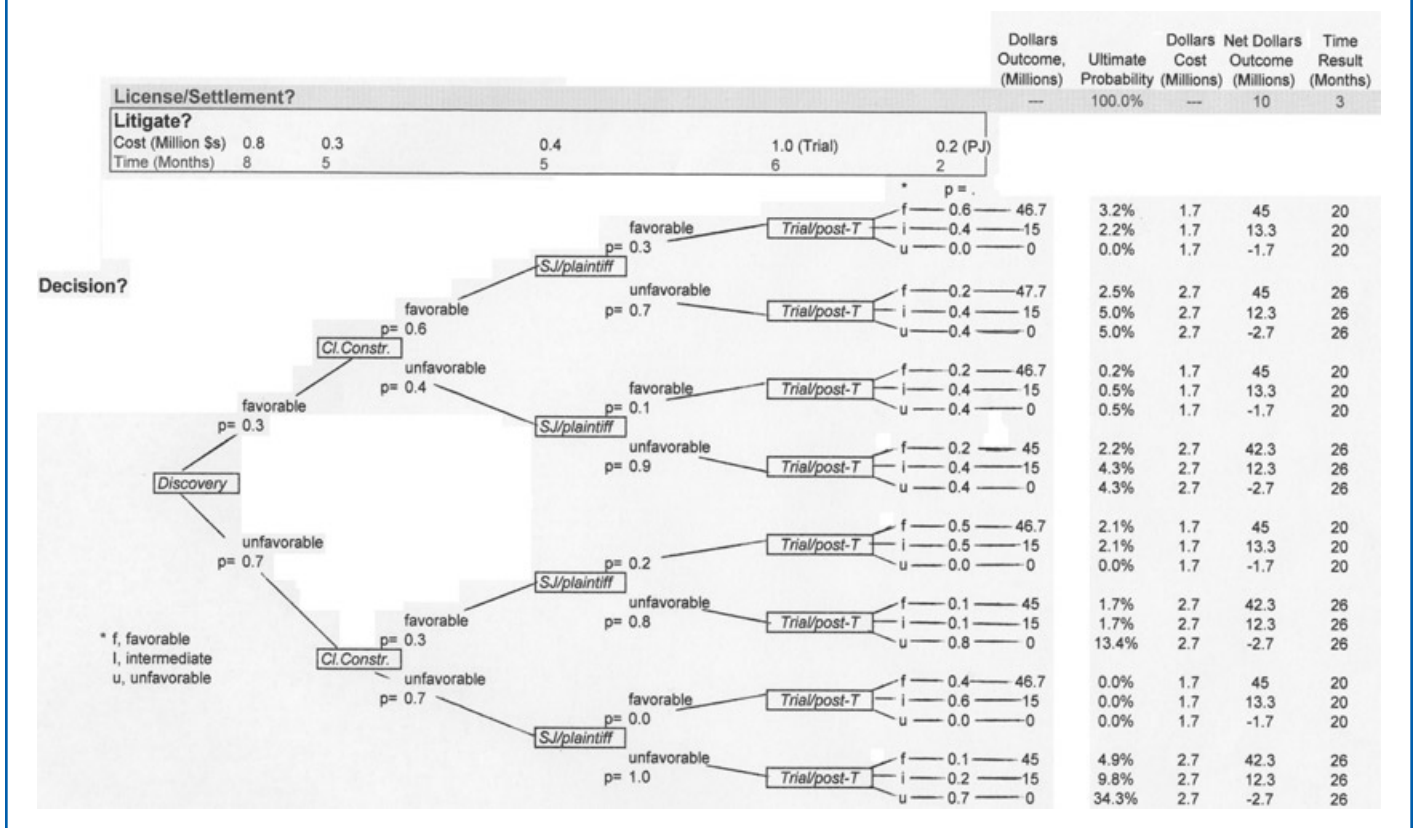 Dollars Dollars Net Dollars Time
Outcome, Ultimate Cost Outcome Result
(Millions) Probability (Millions) (Millions) (Months)
License/Settlement? --- 100.0% --- 10 3
Litigate?
Cost (Million $s) 0.8 0.3 0.4 1.0 (Trial) 0.2 (PJ)
Time (Months) 8 5 5 6 2
* p = .
f 0.6 46.7 3.2% 1.7 45 20
favorable Trial/post-T i 0.4 15 2.2% 1.7 13.3 20
p= 0.3 u 0.0 0 0.0% 1.7 -1.7 20
SJ/plaintiff
Decision?
unfavorable f 0.2 47.7 2.5% 2.7 45 26
favorable p= 0.7 Trial/post-T i 0.4 15 5.0% 2.7 12.3 26
p= 0.6 u 0.4 0 5.0% 2.7 -2.7 26
Cl.Constr.
unfavorable f 0.2 46.7 0.2% 1.7 45 20
p= 0.4 favorable Trial/post-T i 0.4 15 0.5% 1.7 13.3 20
favorable p= 0.1 u 0.4 0 0.5% 1.7 -1.7 20
p= 0.3 SJ/plaintiff
unfavorable f 0.2 45 2.2% 2.7 42.3 26
p= 0.9 Trial/post-T i 0.4 15 4.3% 2.7 12.3 26
Discovery u 0.4 0 4.3% 2.7 -2.7 26
f 0.5 46.7 2.1% 1.7 45 20
unfavorable Trial/post-T i 0.5 15 2.1% 1.7 13.3 20
p= 0.7 p= 0.2 u 0.0 0 0.0% 1.7 -1.7 20
SJ/plaintiff
unfavorable f 0.1 45 1.7% 2.7 42.3 26
favorable p= 0.8 Trial/post-T i 0.1 15 1.7% 2.7 12.3 26
* f, favorable p= 0.3 u 0.8 0 13.4% 2.7 -2.7 26
I, intermediate Cl.Constr.
u, unfavorable unfavorable f 0.4 46.7 0.0% 1.7 45 20
p= 0.7 favorable Trial/post-T i 0.6 15 0.0% 1.7 13.3 20
p= 0.0 u 0.0 0 0.0% 1.7 -1.7 20
SJ/plaintiff
unfavorable f 0.1 45 4.9% 2.7 42.3 26
p= 1.0 Trial/post-T i 0.2 15 9.8% 2.7 12.3 26
u 0.7 0 34.3% 2.7 -2.7 26